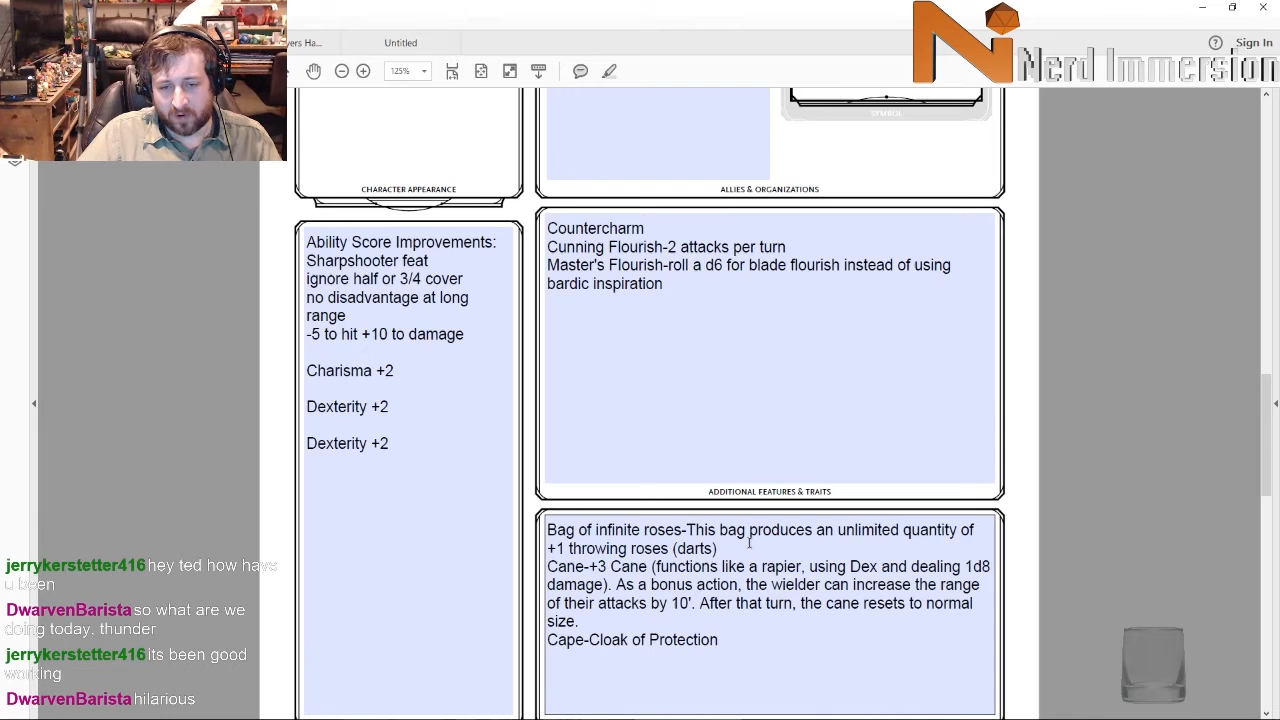 yers Ha...
Untitled
125%
Sign In
Nerd Immersion
SYMBOL
CHARACTER APPEARANCE
ALLIES & ORGANIZATIONS
Ability Score Improvements:
Sharpshooter feat
ignore half or 3/4 cover
no disadvantage at long
range
-5 to hit +10 to damage
Charisma +2
Dexterity +2
Dexterity +2
Countercharm
Cunning Flourish-2 attacks per turn
Master's Flourish-roll a d6 for blade flourish instead of using
bardic inspiration
ADDITIONAL FEATURES & TRAITS
Bag of infinite roses-This bag produces an unlimited quantity of
+1 throwing roses (darts)
Cane-+3 Cane (functions like a rapier, using Dex and dealing 1d8
damage). As a bonus action, the wielder can increase the range
of their attacks by 10'. After that turn, the cane resets to normal
size.
Cape-Cloak of Protection
jerrykerstetter416 hey ted how have
u been
DwarvenBarista so what are we
doing today, thunder
jerrykerstetter416 its been good
working
DwarvenBarista hilarious